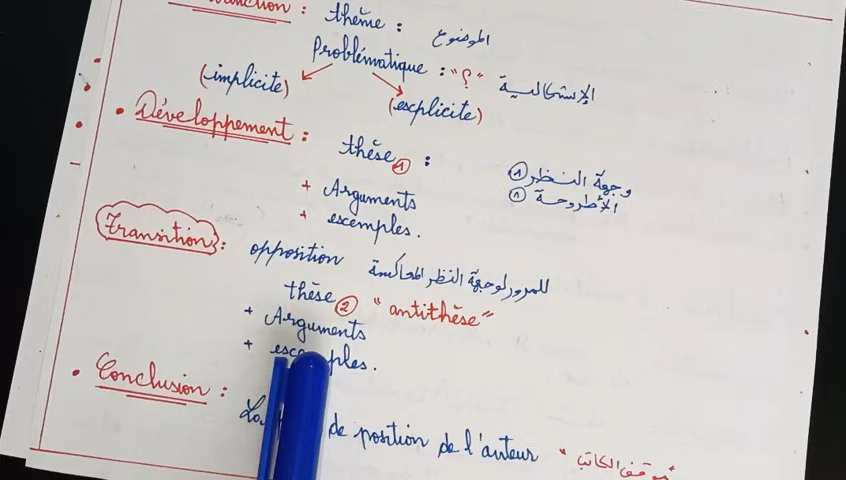 thème : الموضوع
Problématique : "?" الإشكالية
(implicite) (explicite)
• Développement : thèse 1 : وجهة النظر 1
+ Arguments الأطروحة 1
+ exemples.
Transition : opposition للمرور لوجهة النظر المعاكسة
thèse 2 "antithèse"
+ Arguments
+
• Conclusion :
de position de l'auteur "موقف الكاتب"